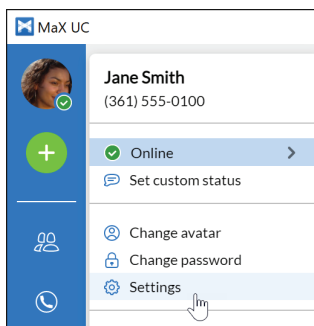 MaX UC
Jane Smith
(361) 555-0100
Online
Set custom status
Change avatar
Change password
Settings